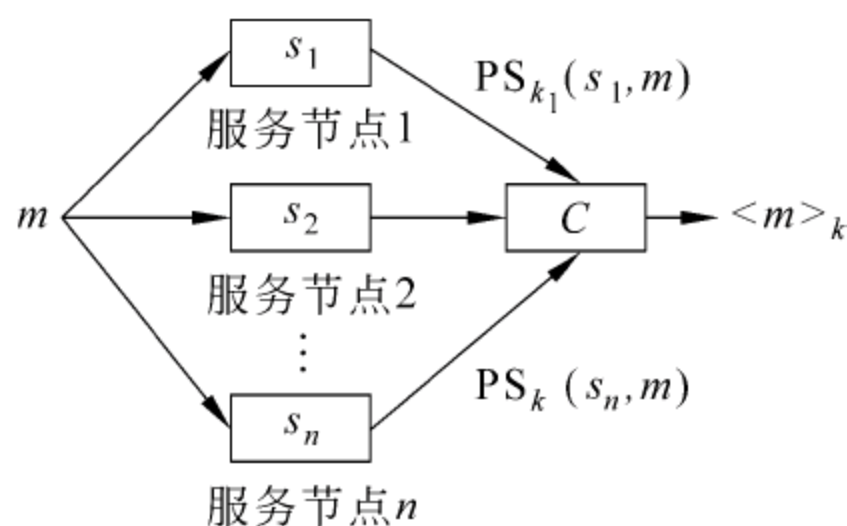 s₁
PSₖ₁(s₁,m)
服务节点1
m
s₂
C
<m>ₖ
服务节点2
⋮
PSₖ (sₙ,m)
sₙ
服务节点n